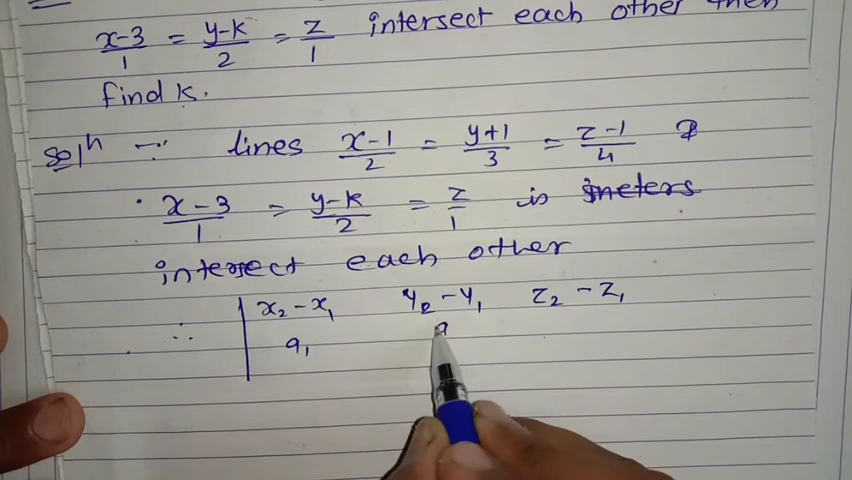 x-3/1 = y-k/2 = z/1 intersect each other then
find k.
Solⁿ ∵ lines x-1/2 = y+1/3 = z-1/4 &
x-3/1 = y-k/2 = z/1 is
intersect each other
∴ | x₂-x₁ y₂-y₁ z₂-z₁
a₁